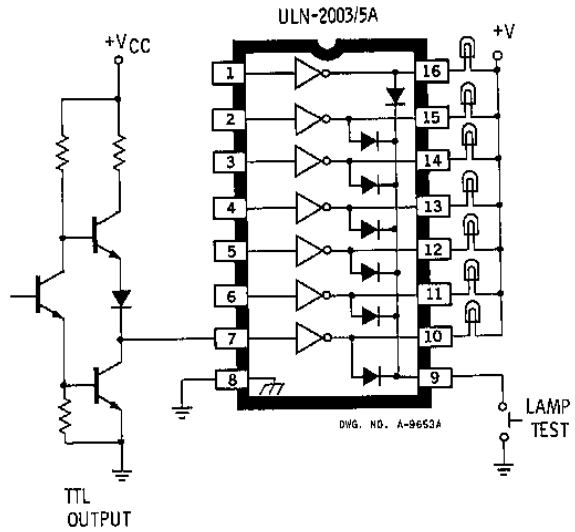 ULN-2003/5A
+VCC
+V
1
16
2
15
3
14
4
13
5
12
6
11
7
10
8
9
DWG. NO. A-9653A
LAMP
TEST
TTL
OUTPUT